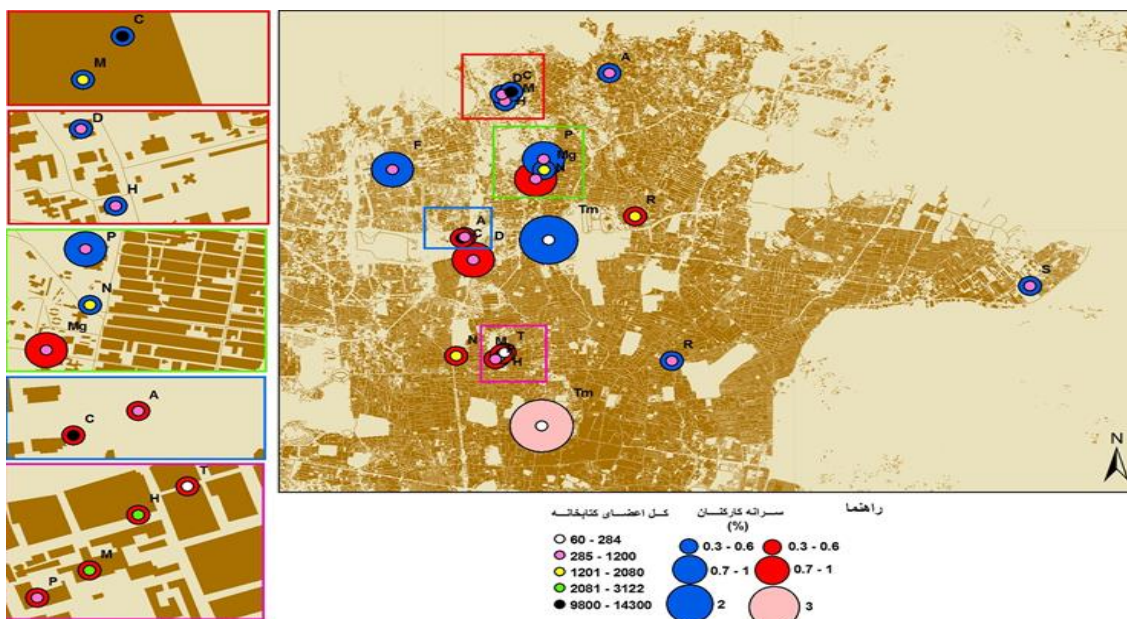 C
M
D
H
P
N
Mg
A
C
T
H
M
P
A
C
D
M
H
F
P
Mg
N
R
Tm
A
C
D
S
N
M
T
P
H
R
Tm
N
راهنما
سرانه کارکنان
(%)
کل اعضای کتابخانه
0.3 - 0.6
0.3 - 0.6
60 - 284
0.7 - 1
0.7 - 1
285 - 1200
1201 - 2080
2081 - 3122
2
3
9800 - 14300